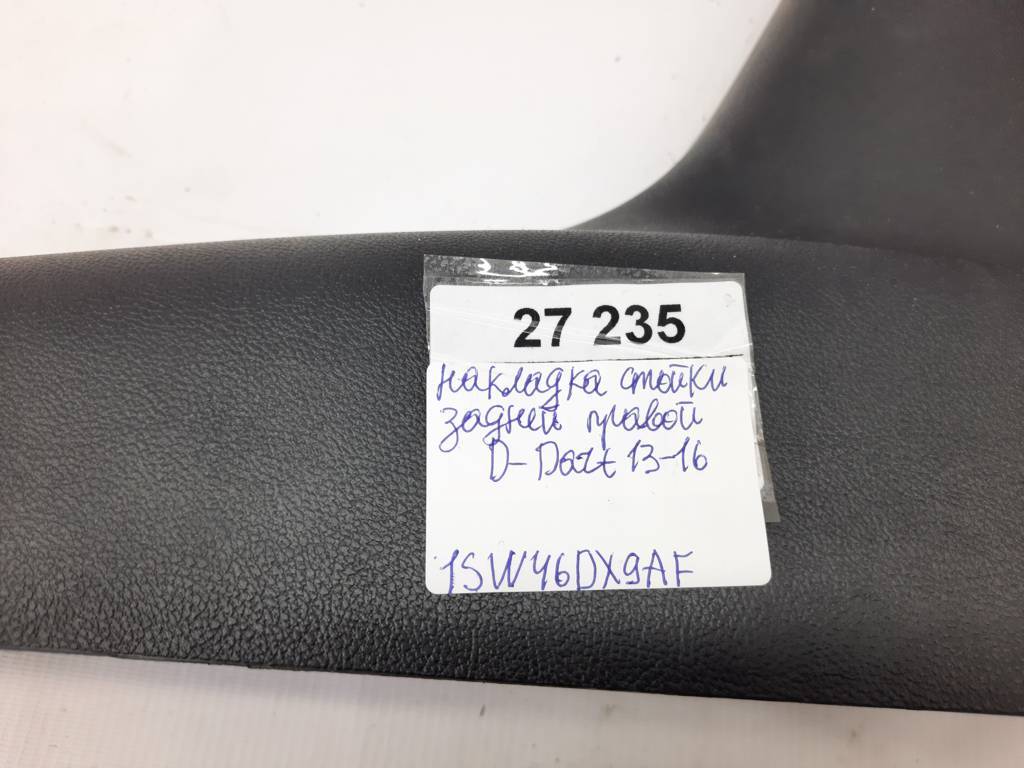 27 235
накладка стойки
задней правой
D-Dart 13-16
1SW46DX9AF